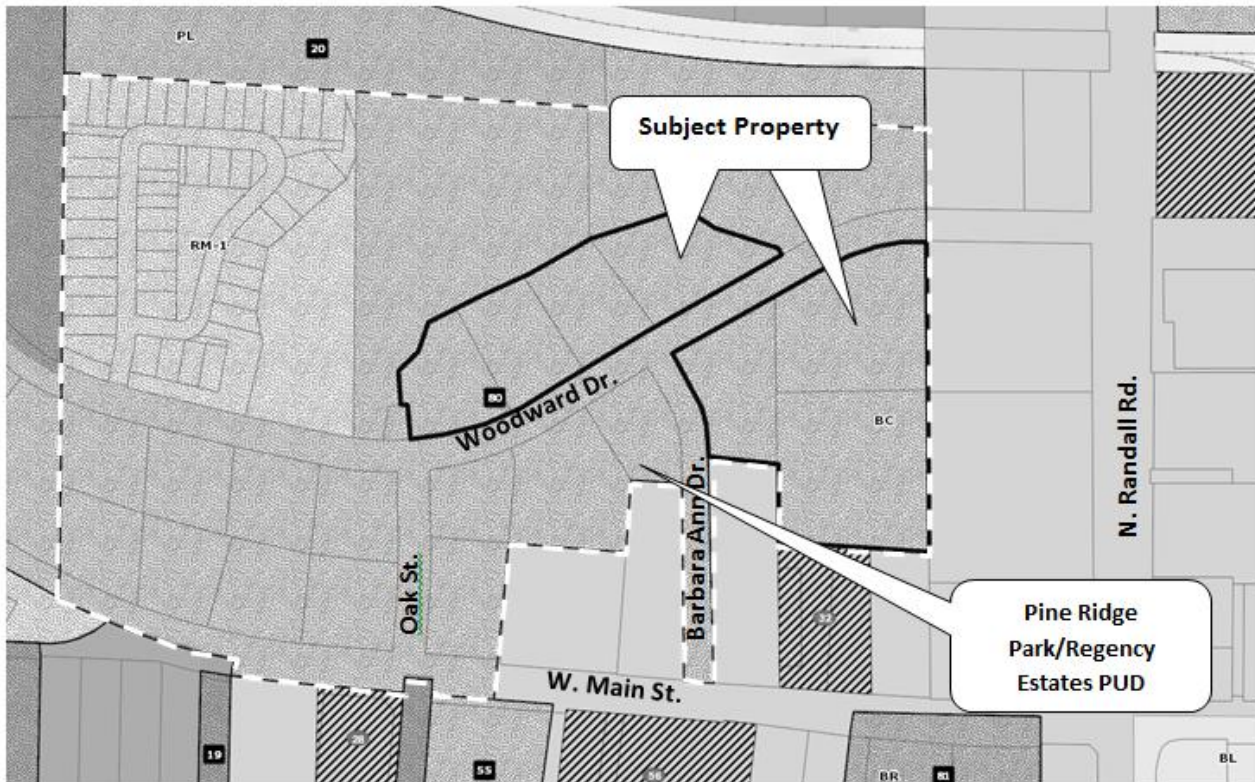 PL
20
Subject Property
RM-1
80
Woodward Dr.
BC
N. Randall Rd.
Barbara Ann Dr.
Oak St.
Pine Ridge
Park/Regency
Estates PUD
W. Main St.
19
55
BR
81
BL